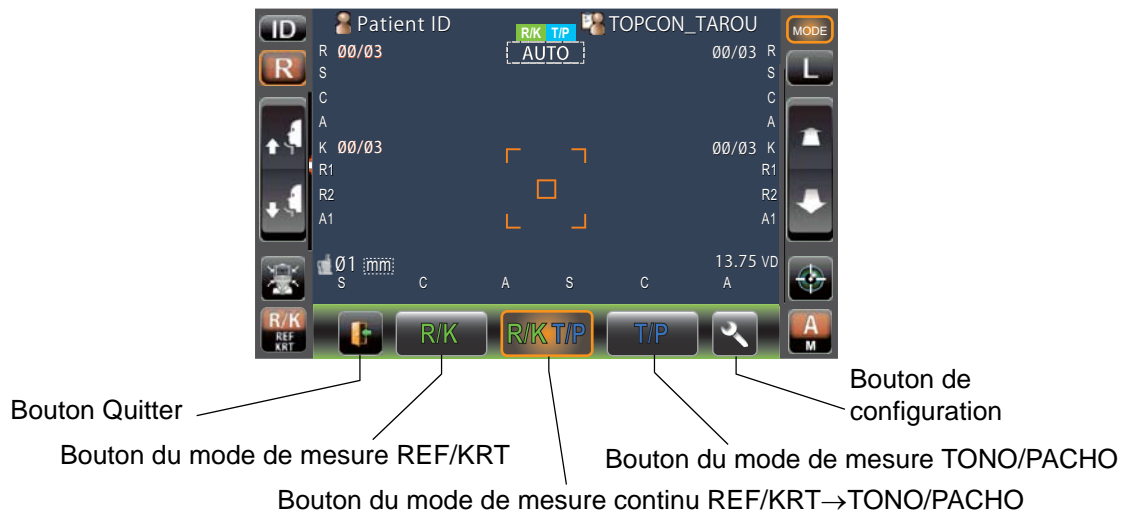 ID
Patient ID
R/K T/P
TOPCON_TAROU
MODE
R 00/03
AUTO
00/03 R
R
S
S
L
C
C
A
A
K 00/03
00/03 K
R1
R1
R2
R2
A1
A1
01 mm
13.75 VD
S C A S C A
R/K
REF
KRT
R/K
R/K T/P
T/P
A
M
Bouton Quitter
Bouton de
configuration
Bouton du mode de mesure REF/KRT
Bouton du mode de mesure TONO/PACHO
Bouton du mode de mesure continu REF/KRT→TONO/PACHO